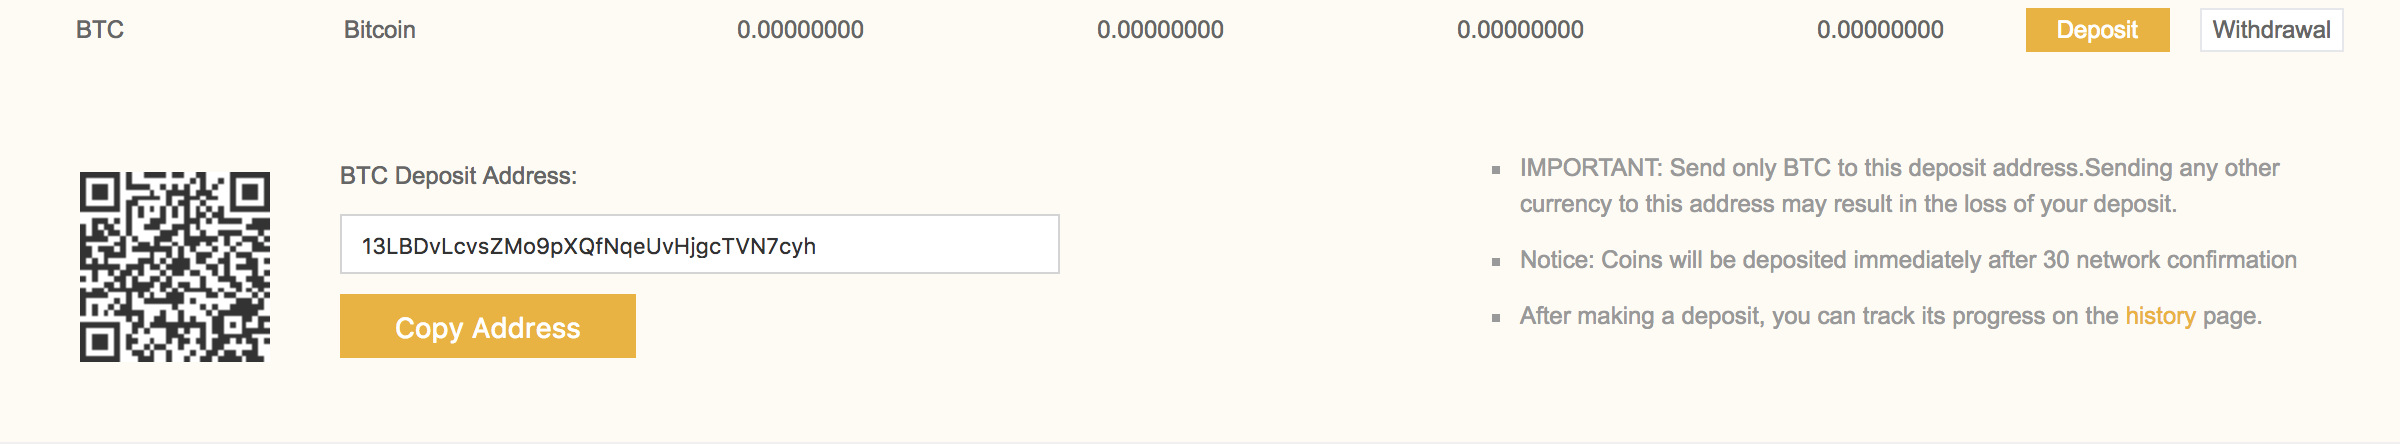 BTC Bitcoin 0.00000000 0.00000000 0.00000000 0.00000000 Deposit Withdrawal
BTC Deposit Address:
13LBDvLcvsZMo9pXQfNqeUvHjgcTVN7cyh
Copy Address
IMPORTANT: Send only BTC to this deposit address.Sending any other
currency to this address may result in the loss of your deposit.
Notice: Coins will be deposited immediately after 30 network confirmation
After making a deposit, you can track its progress on the history page.